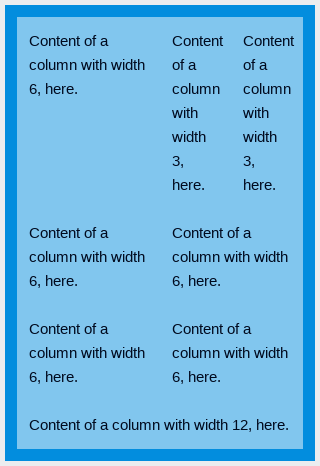 Content of a
column with width
6, here.
Content
of a
column
with
width
3,
here.
Content
of a
column
with
width
3,
here.
Content of a
column with width
6, here.
Content of a
column with width
6, here.
Content of a
column with width
6, here.
Content of a
column with width
6, here.
Content of a column with width 12, here.